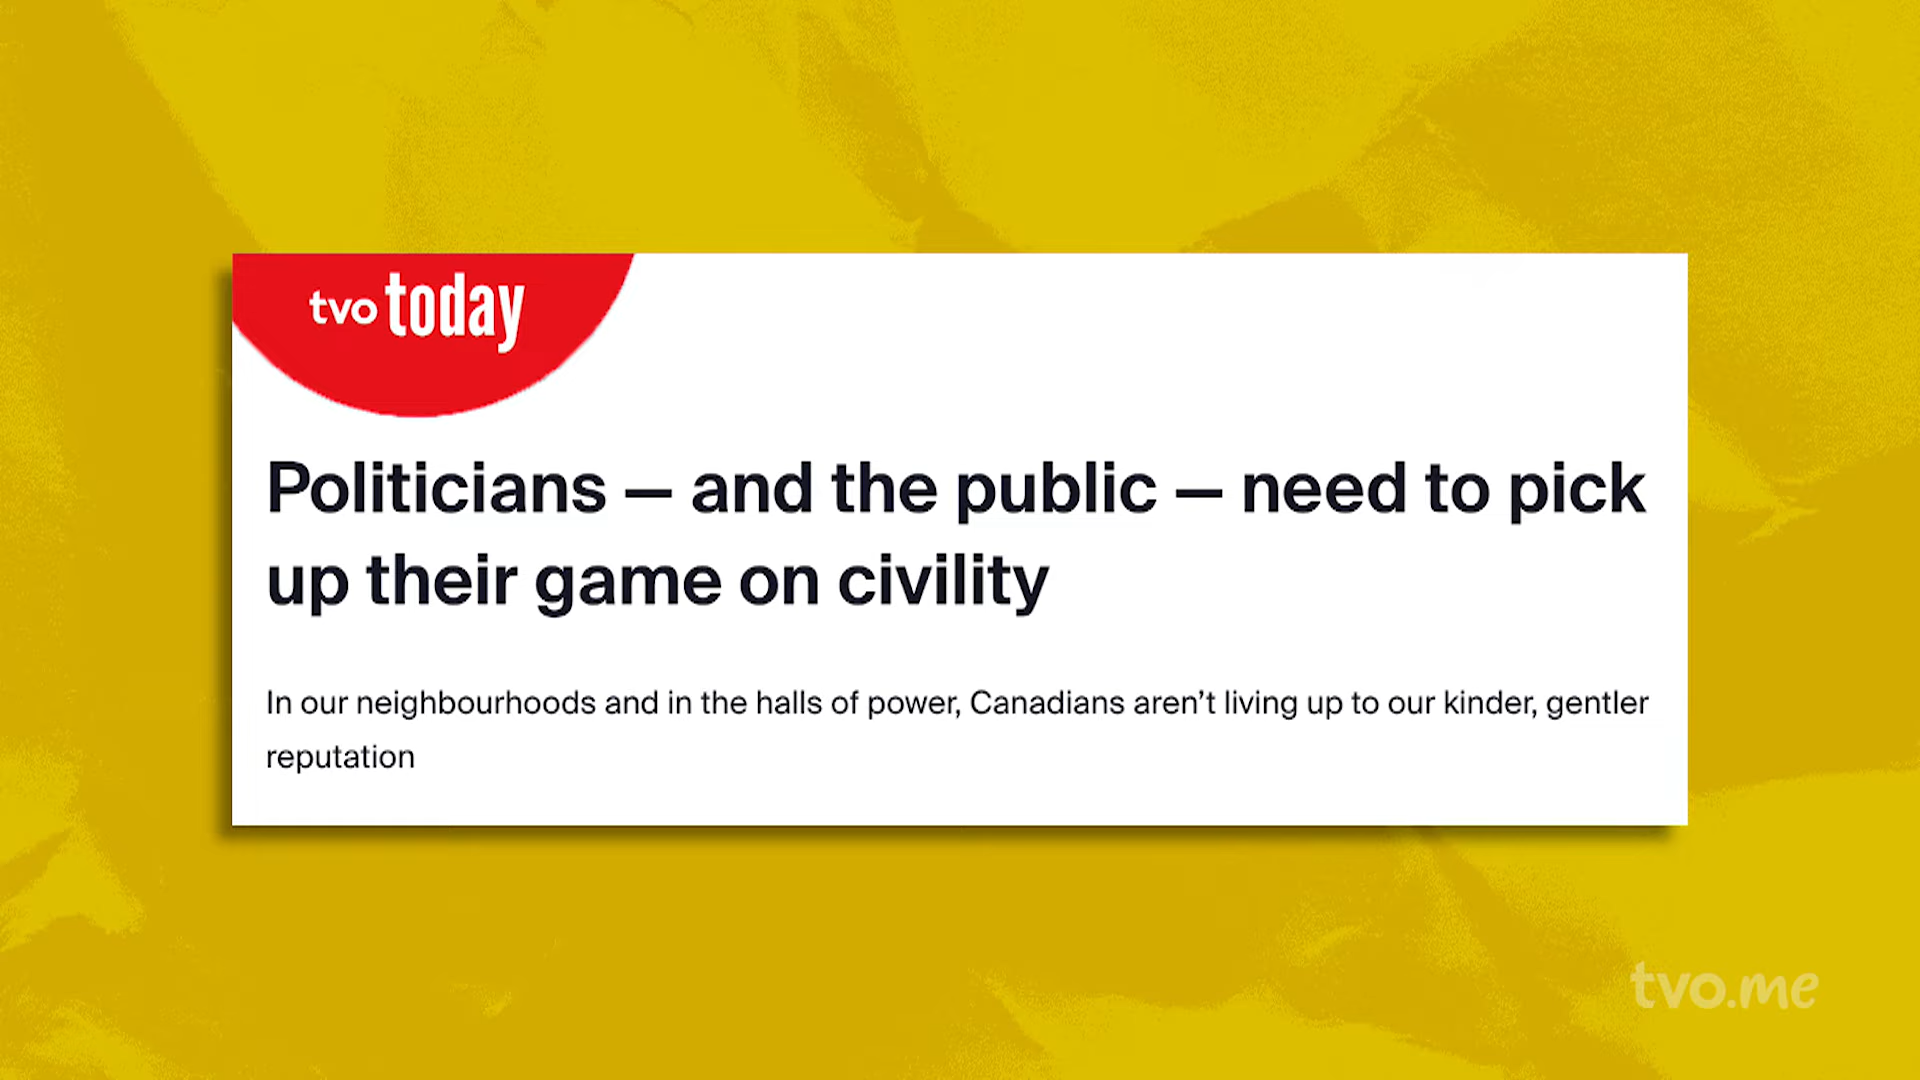 tvo today
Politicians — and the public — need to pick
up their game on civility
In our neighbourhoods and in the halls of power, Canadians aren’t living up to our kinder, gentler
reputation
tvo.me